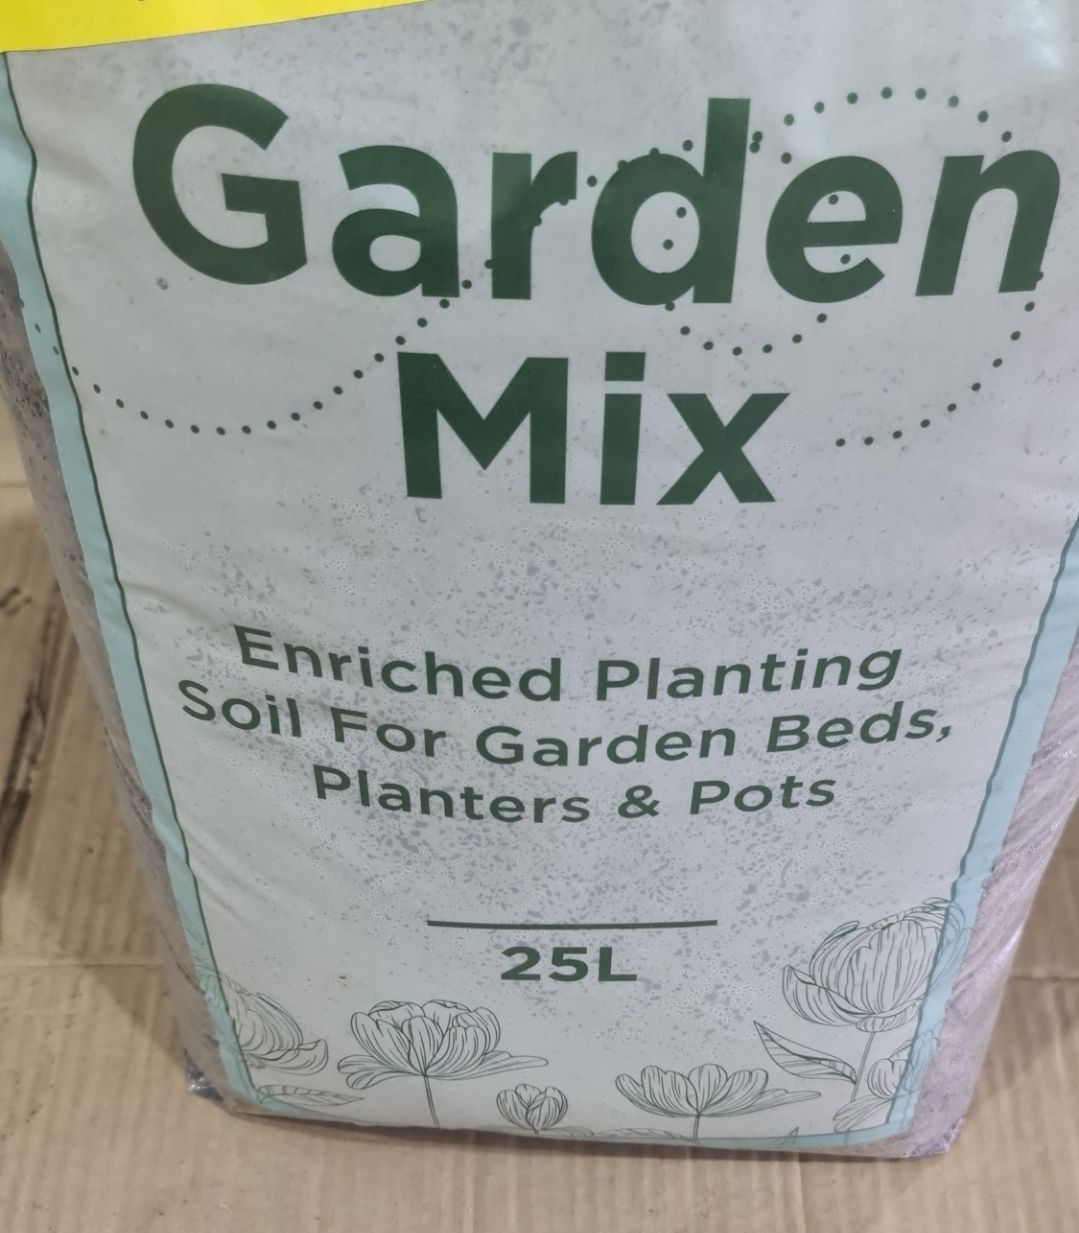 Garden
Mix
Enriched Planting
Soil For Garden Beds,
Planters & Pots
25L